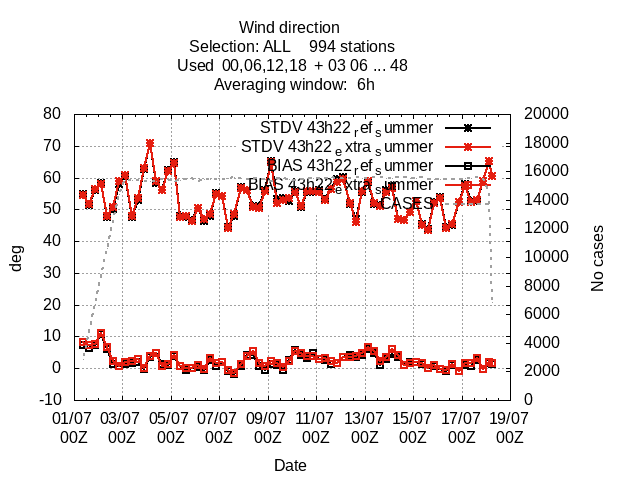 Wind direction
Selection: ALL 994 stations
Used 00,06,12,18 + 03 06 ... 48
Averaging window: 6h
STDV 43h22refsummer
STDV 43h22extrasummer
BIAS 43h22refsummer
BIAS 43h22extrasummer
CASES
80
70
60
50
40
30
20
10
0
-10
deg
20000
18000
16000
14000
12000
10000
8000
6000
4000
2000
0
No cases
01/07 03/07 05/07 07/07 09/07 11/07 13/07 15/07 17/07 19/07
00Z 00Z 00Z 00Z 00Z 00Z 00Z 00Z 00Z 00Z
Date